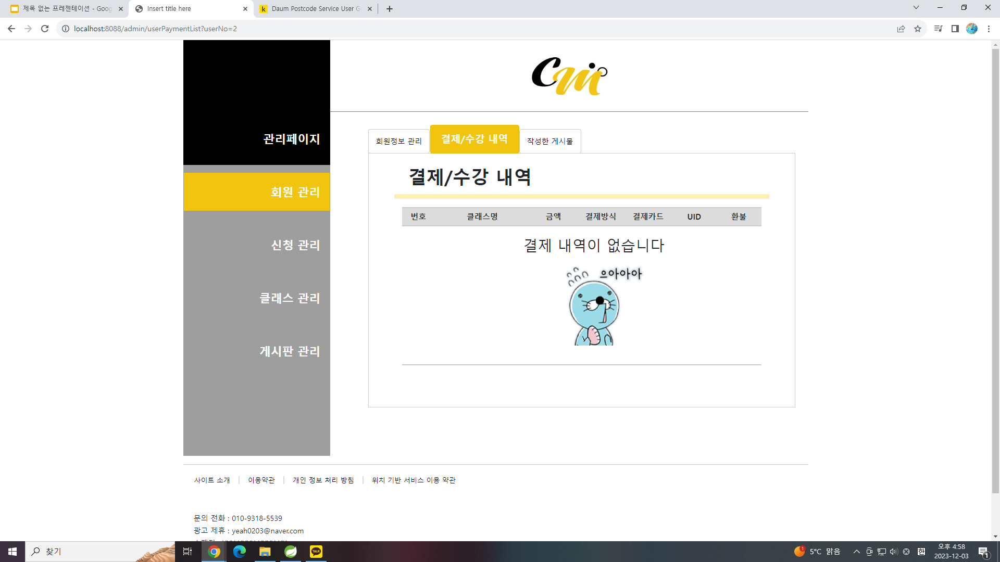 제목 없는 프레젠테이션 - Goog
Insert title here
Daum Postcode Service User G
localhost:8088/admin/userPaymentList?userNo=2
Cm
관리페이지
회원정보 관리
결제/수강 내역
작성한 게시물
결제/수강 내역
회원 관리
번호 클래스명 금액 결제방식 결제카드 UID 환불
신청 관리
결제 내역이 없습니다
으아아아
클래스 관리
게시판 관리
사이트 소개
이용약관
개인 정보 처리 방침
위치 기반 서비스 이용 약관
문의 전화 : 010-9318-5539
광고 제휴 : yeah0203@naver.com
찾기
TALK
1
5°C 맑음
한
오후 4:58
2023-12-03
1